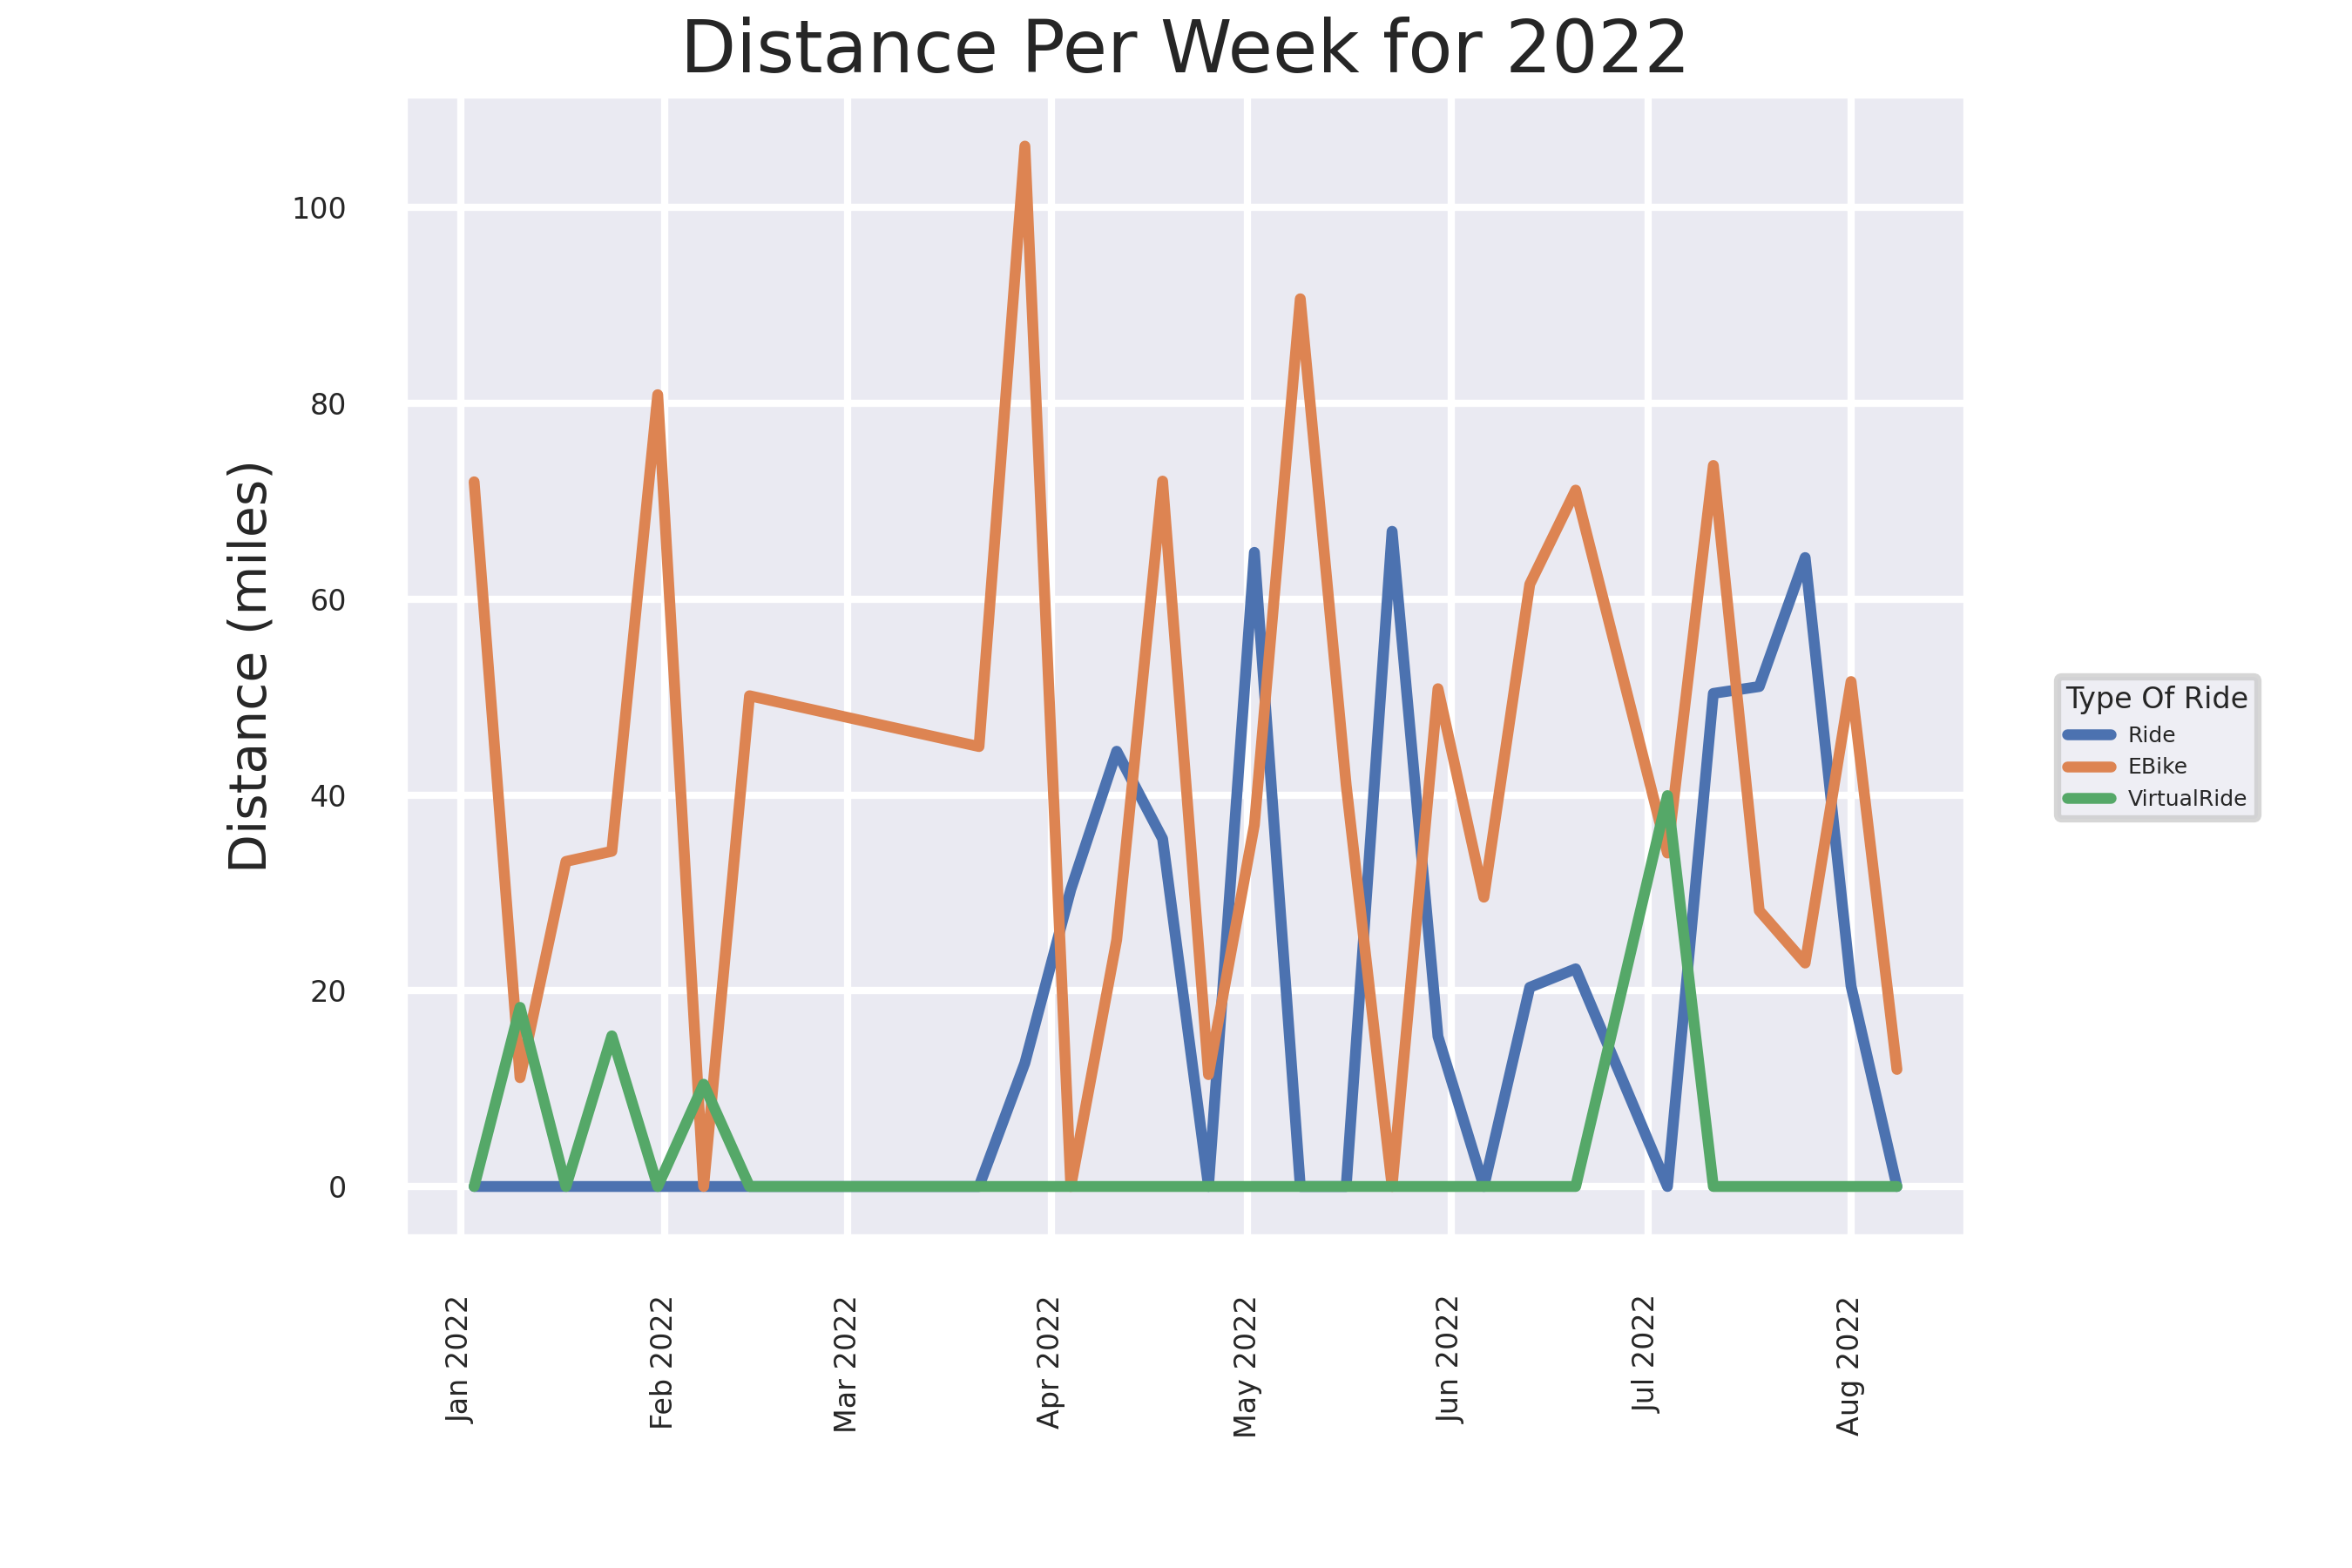 Distance Per Week for 2022
Distance (miles)
100
80
60
40
20
0
Jan 2022
Feb 2022
Mar 2022
Apr 2022
May 2022
Jun 2022
Jul 2022
Aug 2022
Type Of Ride
Ride
EBike
VirtualRide